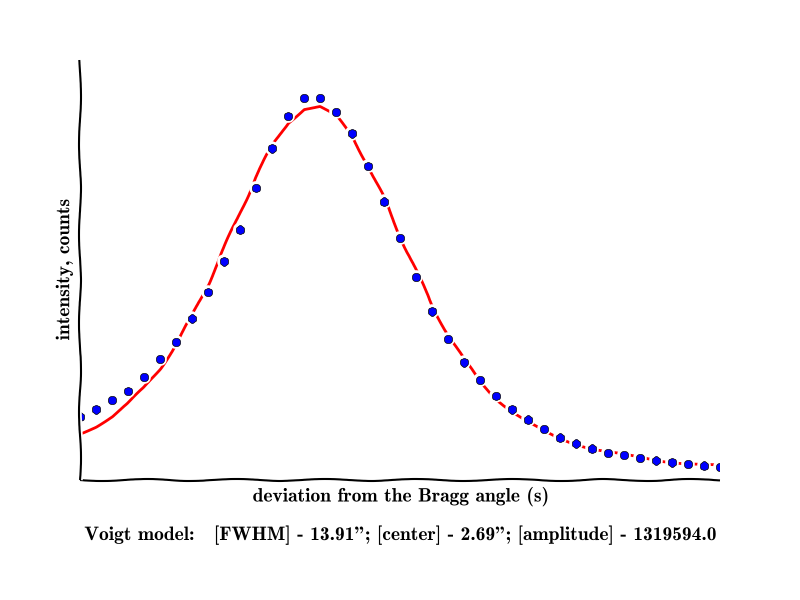 intensity, counts
deviation from the Bragg angle (s)
Voigt model: [FWHM] - 13.91”; [center] - 2.69”; [amplitude] - 1319594.0